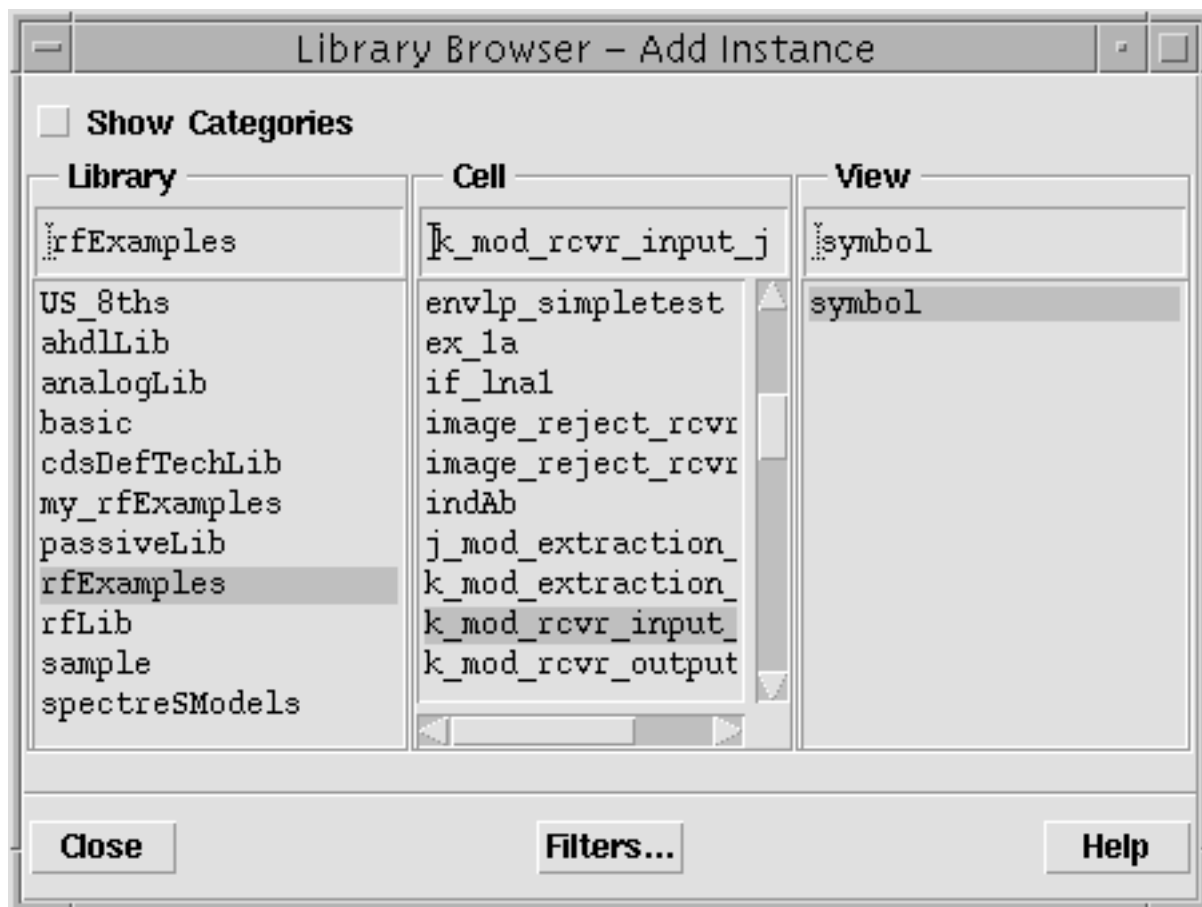 Library Browser – Add Instance
Show Categories
Library
rfExamples
US_8ths
ahdlLib
analogLib
basic
cdsDefTechLib
my_rfExamples
passiveLib
rfExamples
rfLib
sample
spectreSModels
Cell
k_mod_rcvr_input_j
envlp_simpletest
ex_1a
if_lna1
image_reject_rcvr
image_reject_rcvr
indAb
j_mod_extraction_
k_mod_extraction_
k_mod_rcvr_input_
k_mod_rcvr_output
View
symbol
symbol
Close
Filters...
Help